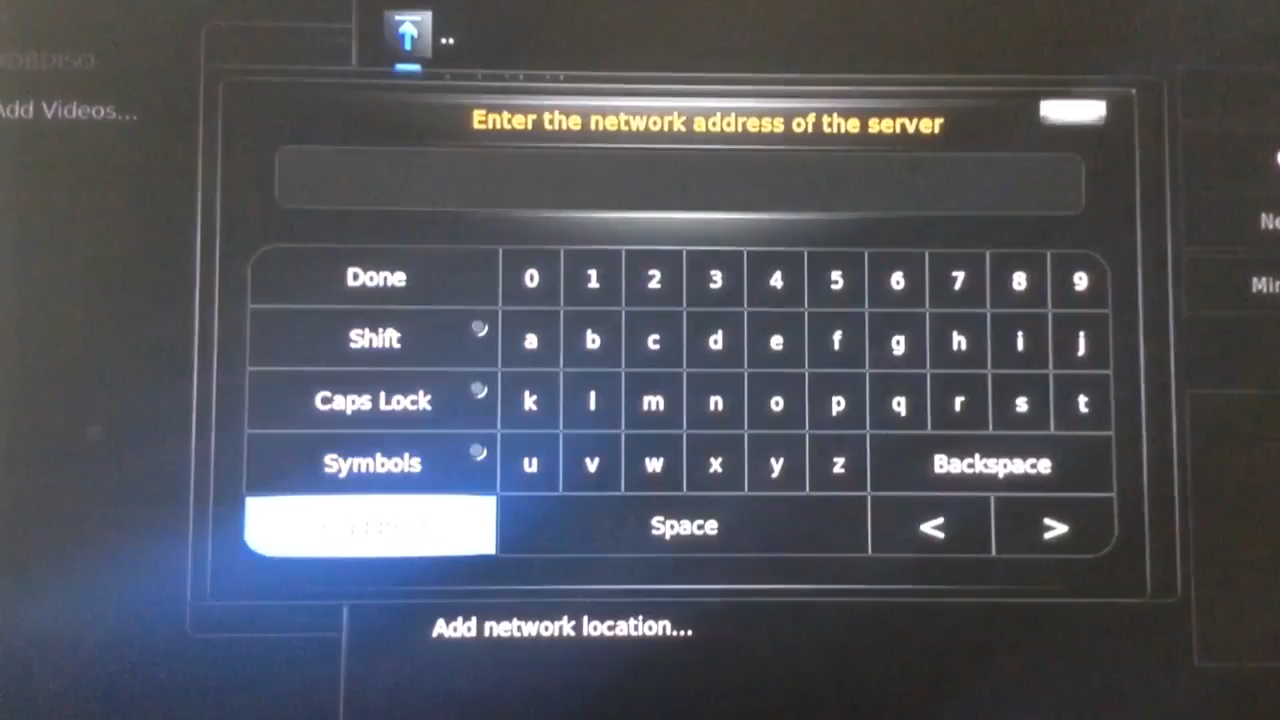 ..
Add Videos...
Enter the network address of the server
Done 0 1 2 3 4 5 6 7 8 9
Shift a b c d e f g h i j
Caps Lock k l m n o p q r s t
Symbols u v w x y z Backspace
Space < >
Add network location...